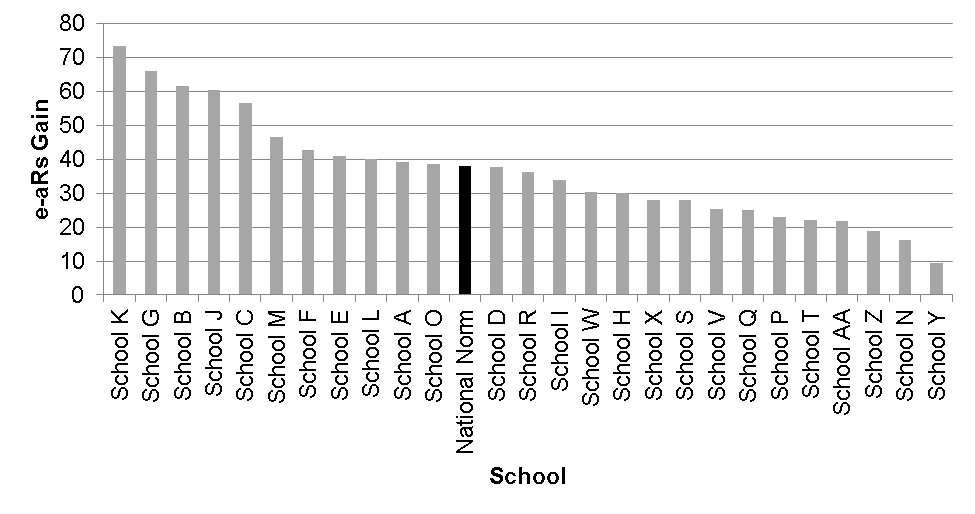 80
70
60
50
40
30
20
10
0
e-aRs Gain
School K
School G
School B
School J
School C
School M
School F
School E
School L
School A
School O
National Norm
School D
School R
School I
School W
School H
School X
School S
School V
School Q
School P
School T
School AA
School Z
School N
School Y
School